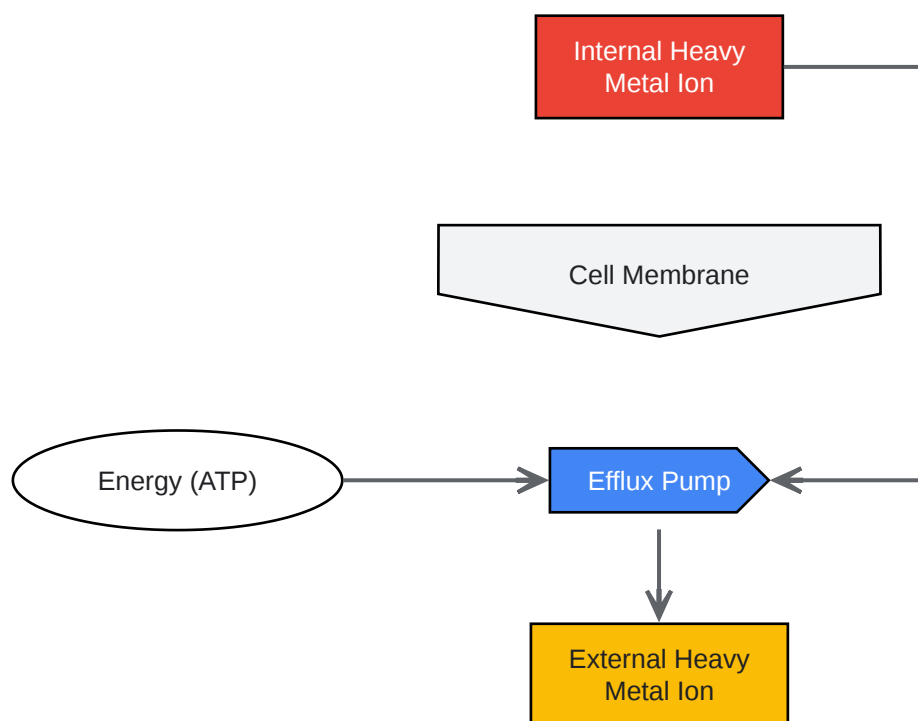 Internal Heavy
Metal Ion
Cell Membrane
Energy (ATP)
Efflux Pump
External Heavy
Metal Ion